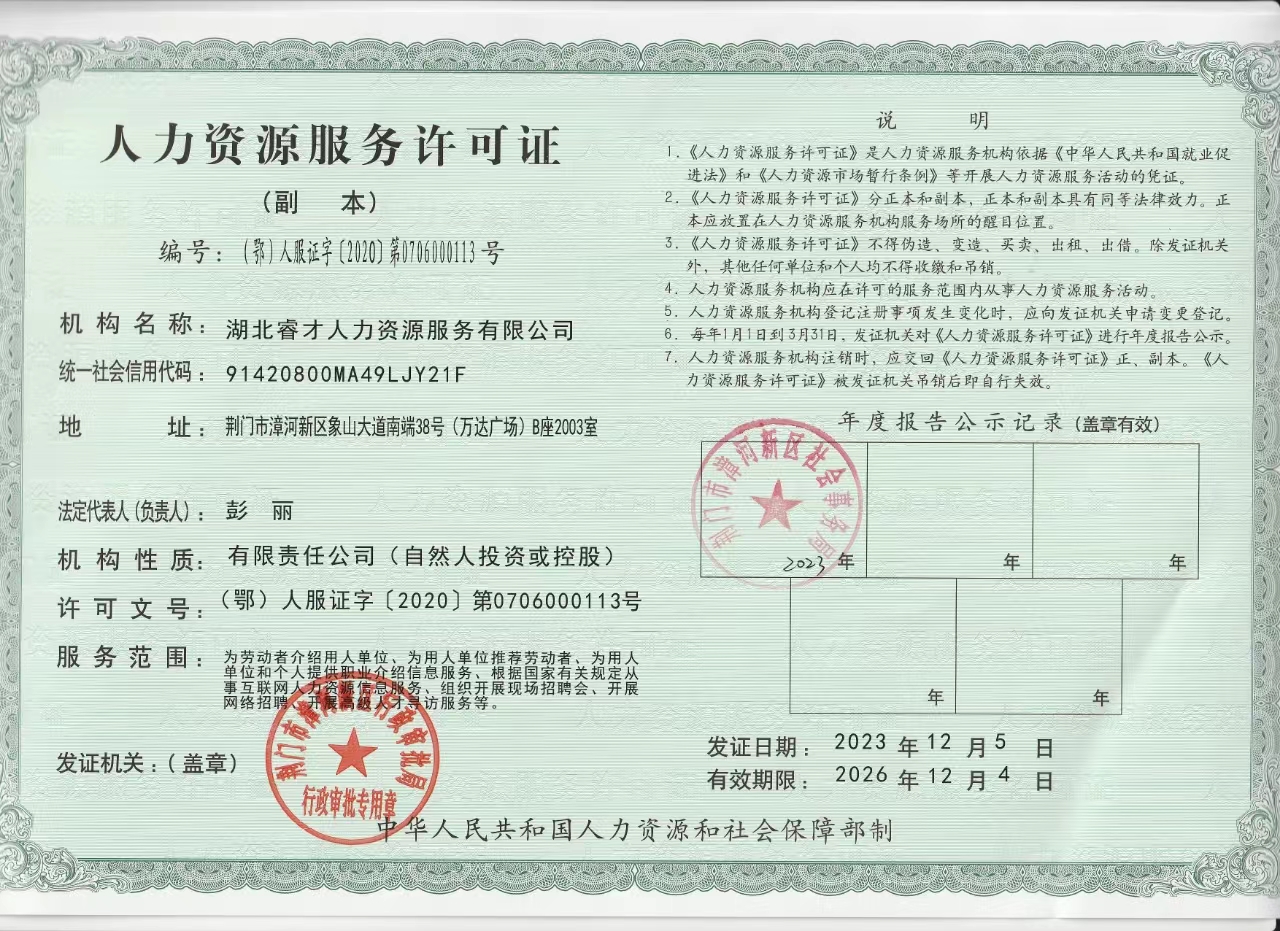 人力资源服务许可证
（副 本）
编号：（鄂）人服证字〔2020〕第0706000113号
机构名称：湖北睿才人力资源服务有限公司
统一社会信用代码：91420800MA49LJY21F
地 址：荆门市漳河新区象山大道南端38号（万达广场）B座2003室
法定代表人（负责人）：彭 丽
机构性质：有限责任公司（自然人投资或控股）
许可文号：（鄂）人服证字〔2020〕第0706000113号
服务范围：为劳动者介绍用人单位、为用人单位推荐劳动者、为用人
单位和个人提供职业介绍信息服务、根据国家有关规定从
事互联网人力资源信息服务、组织开展现场招聘会、开展
网络招聘、开展高级人才寻访服务等。
发证机关：（盖章）
荆门市漳河新区行政审批局
行政审批专用章
说 明
1．《人力资源服务许可证》是人力资源服务机构依据《中华人民共和国就业促
进法》和《人力资源市场暂行条例》等开展人力资源服务活动的凭证。
2．《人力资源服务许可证》分正本和副本，正本和副本具有同等法律效力。正
本应放置在人力资源服务机构服务场所的醒目位置。
3．《人力资源服务许可证》不得伪造、变造、买卖、出租、出借。除发证机关
外，其他任何单位和个人均不得收缴和吊销。
4．人力资源服务机构应在许可的服务范围内从事人力资源服务活动。
5．人力资源服务机构登记注册事项发生变化时，应向发证机关申请变更登记。
6．每年1月1日到3月31日，发证机关对《人力资源服务许可证》进行年度报告公示。
7．人力资源服务机构注销时，应交回《人力资源服务许可证》正、副本。《人
力资源服务许可证》被发证机关吊销后即自行失效。
年度报告公示记录（盖章有效）
荆门市漳河新区社会事务局
2023 年
年
年
年
年
发证日期：2023 年 12 月 5 日
有效期限：2026 年 12 月 4 日
中华人民共和国人力资源和社会保障部制